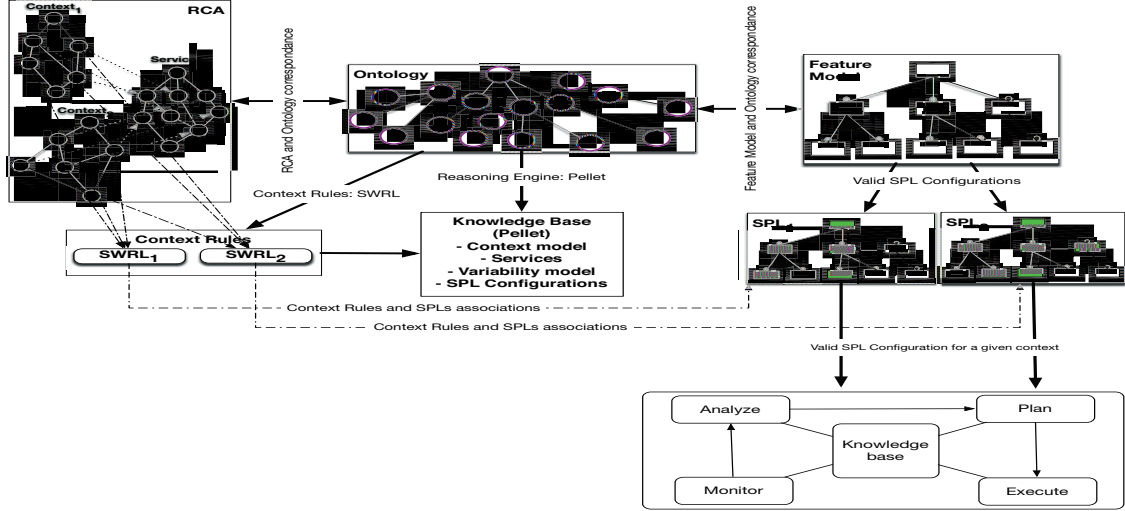 Context1
RCA
Service
Context
RCA and Ontology correspondance
Ontology
Feature Model and Ontology correspondance
Feature
Model
Context Rules: SWRL
Reasoning Engine: Pellet
Valid SPL Configurations
Context Rules
SWRL1
SWRL2
Knowledge Base
(Pellet)
- Context model
- Services
- Variability model
- SPL Configurations
SPL
SPL
Context Rules and SPLs associations
Context Rules and SPLs associations
Valid SPL Configuration for a given context
Analyze
Plan
Knowledge
base
Monitor
Execute